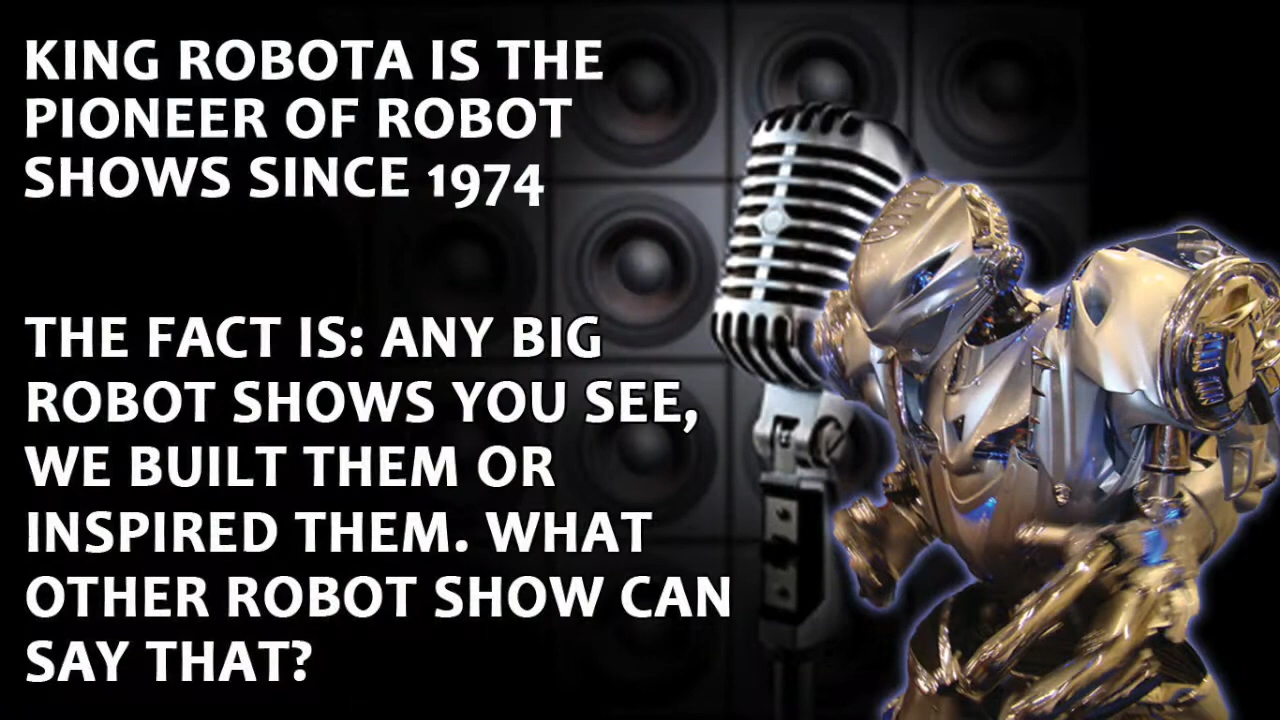 KING ROBOTA IS THE
PIONEER OF ROBOT
SHOWS SINCE 1974
THE FACT IS: ANY BIG
ROBOT SHOWS YOU SEE,
WE BUILT THEM OR
INSPIRED THEM. WHAT
OTHER ROBOT SHOW CAN
SAY THAT?